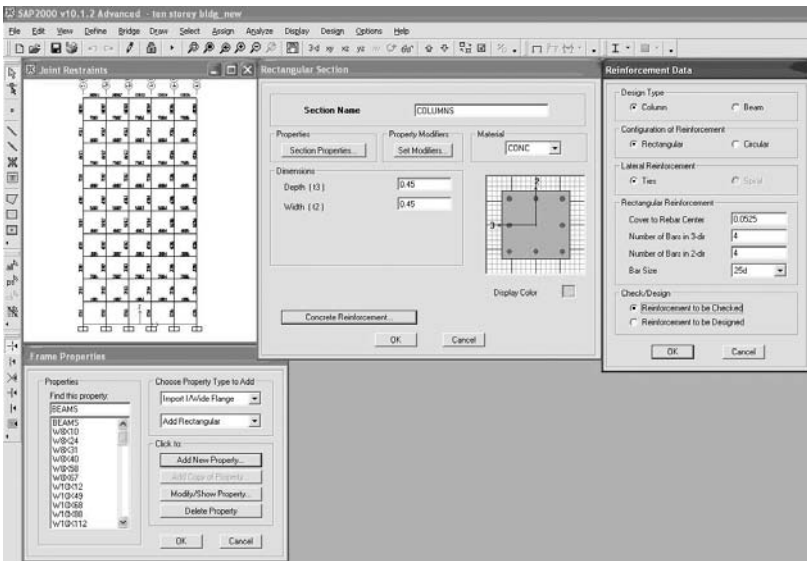 SAP2000 v10.1.2 Advanced - ten storey bldg_new
File Edit View Define Bridge Draw Select Assign Analyze Display Design Options Help
3-d xy xz yz
Joint Restraints
Rectangular Section
Section Name COLUMNS
Properties
Section Properties...
Property Modifiers
Set Modifiers...
Material
CONC
Dimensions
Depth ( t3 ) 0.45
Width ( t2 ) 0.45
2
3
Display Color
Concrete Reinforcement...
OK Cancel
Reinforcement Data
Design Type
Column Beam
Configuration of Reinforcement
Rectangular Circular
Lateral Reinforcement
Ties Spiral
Rectangular Reinforcement
Cover to Rebar Center 0.0525
Number of Bars in 3-dir 4
Number of Bars in 2-dir 4
Bar Size 25d
Check/Design
Reinforcement to be Checked
Reinforcement to be Designed
OK Cancel
Frame Properties
Properties
Find this property:
BEAMS
BEAMS
W8X10
W8X24
W8X31
W8X40
W8X58
W8X67
W10X12
W10X49
W10X68
W10X88
W10X112
Choose Property Type to Add
Import I/Wide Flange
Add Rectangular
Click to:
Add New Property...
Add Copy of Property...
Modify/Show Property...
Delete Property
OK Cancel